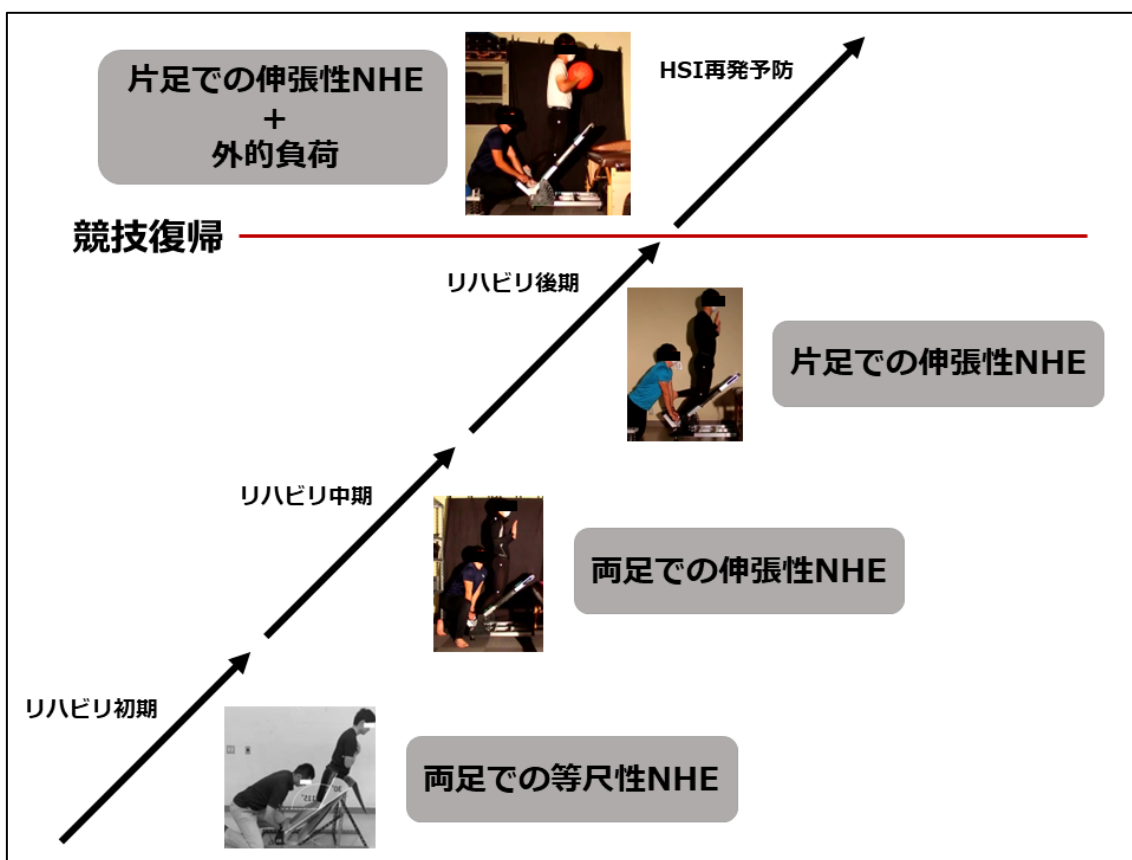 片足での伸張性NHE
+
外的負荷
HSI再発予防
競技復帰
リハビリ後期
片足での伸張性NHE
リハビリ中期
両足での伸張性NHE
リハビリ初期
両足での等尺性NHE